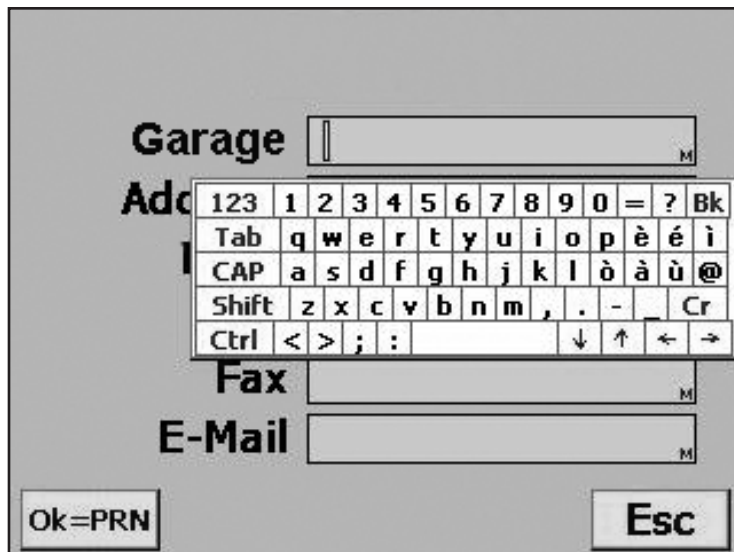 Garage M
Add
123 1 2 3 4 5 6 7 8 9 0 = ? Bk
Tab q w e r t y u i o p è é ì
CAP a s d f g h j k l ò à ù @
Shift z x c v b n m , . - _ Cr
Ctrl < > ; : ↓ ↑ ← →
Fax M
E-Mail M
Ok=PRN Esc